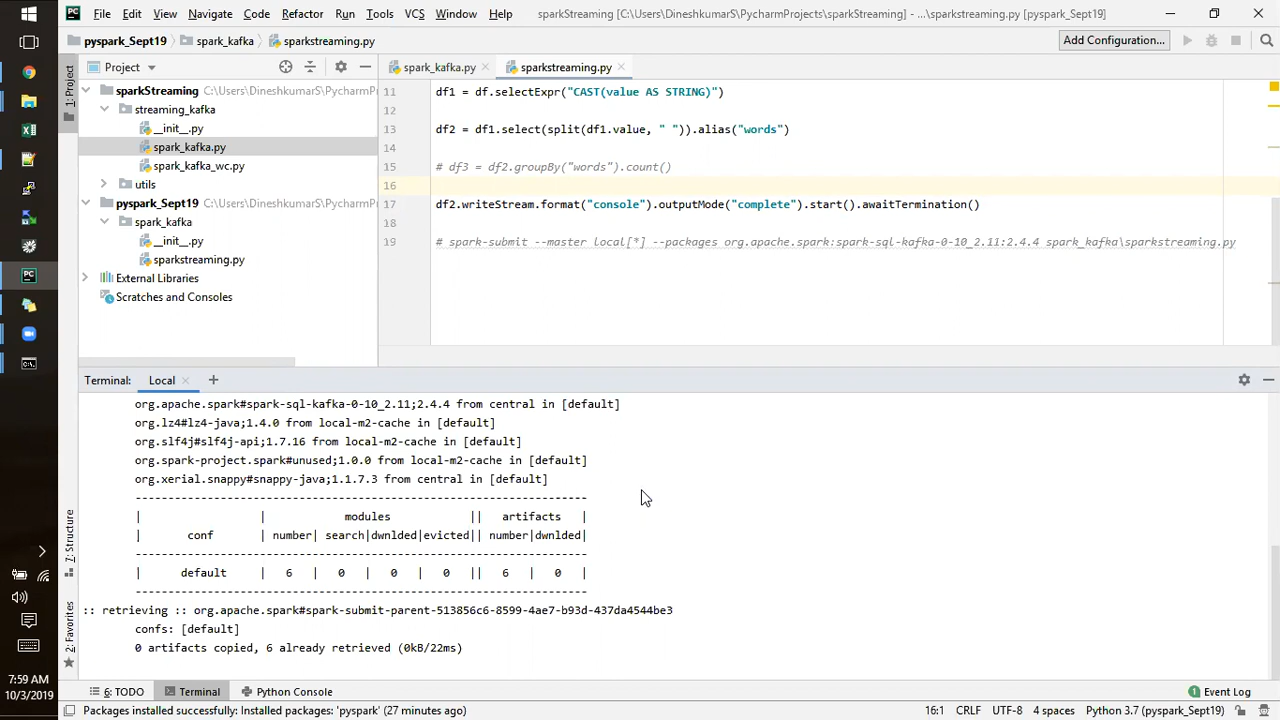 File Edit View Navigate Code Refactor Run Tools VCS Window Help sparkStreaming [C:\Users\DineshkumarS\PycharmProjects\sparkStreaming] - ...\sparkstreaming.py [pyspark_Sept19]
pyspark_Sept19 spark_kafka sparkstreaming.py Add Configuration...
1: Project
Project
spark_kafka.py sparkstreaming.py
sparkStreaming C:\Users\DineshkumarS\PycharmProjects
streaming_kafka
__init__.py
spark_kafka.py
spark_kafka_wc.py
utils
pyspark_Sept19 C:\Users\DineshkumarS\PycharmP
spark_kafka
__init__.py
sparkstreaming.py
External Libraries
Scratches and Consoles
11 df1 = df.selectExpr("CAST(value AS STRING)")
12
13 df2 = df1.select(split(df1.value, " ")).alias("words")
14
15 # df3 = df2.groupBy("words").count()
16
17 df2.writeStream.format("console").outputMode("complete").start().awaitTermination()
18
19 # spark-submit --master local[*] --packages org.apache.spark:spark-sql-kafka-0-10_2.11:2.4.4 spark_kafka\sparkstreaming.py
Terminal: Local +
org.apache.spark#spark-sql-kafka-0-10_2.11;2.4.4 from central in [default]
org.lz4#lz4-java;1.4.0 from local-m2-cache in [default]
org.slf4j#slf4j-api;1.7.16 from local-m2-cache in [default]
org.spark-project.spark#unused;1.0.0 from local-m2-cache in [default]
org.xerial.snappy#snappy-java;1.1.7.3 from central in [default]
---------------------------------------------------------------------
| | modules || artifacts |
| conf | number| search|dwnlded|evicted|| number|dwnlded|
---------------------------------------------------------------------
| default | 6 | 0 | 0 | 0 || 6 | 0 |
---------------------------------------------------------------------
:: retrieving :: org.apache.spark#spark-submit-parent-513856c6-8599-4ae7-b93d-437da4544be3
confs: [default]
0 artifacts copied, 6 already retrieved (0kB/22ms)
7: Structure
2: Favorites
6: TODO Terminal Python Console 1 Event Log
Packages installed successfully: Installed packages: 'pyspark' (27 minutes ago) 16:1 CRLF UTF-8 4 spaces Python 3.7 (pyspark_Sept19)
7:59 AM
10/3/2019